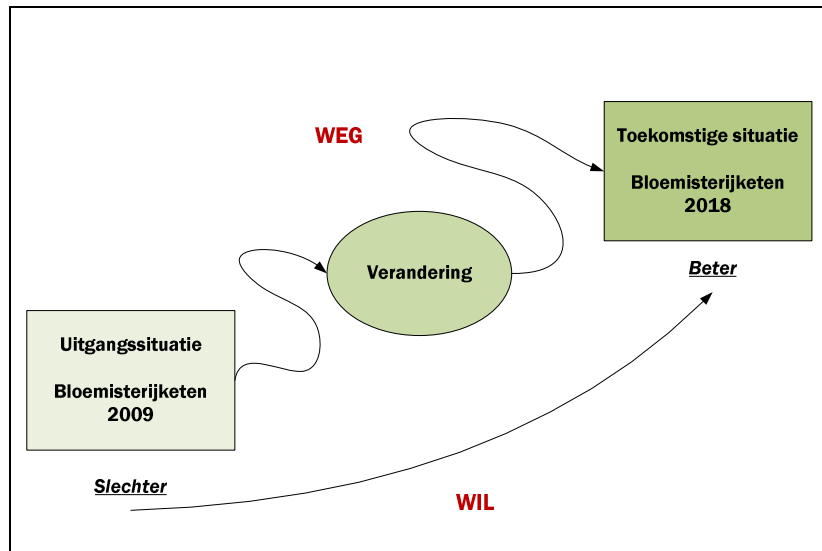 WEG
Toekomstige situatie
Bloemisterijketen
2018
Beter
Verandering
Uitgangssituatie
Bloemisterijketen
2009
Slechter
WIL